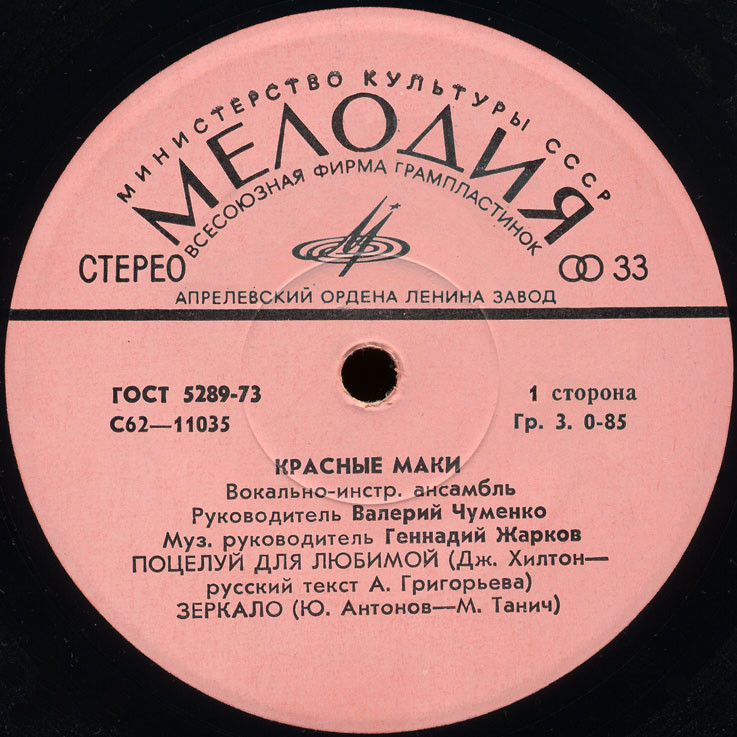 МИНИСТЕРСТВО КУЛЬТУРЫ СССР
МЕЛОДИЯ
ВСЕСОЮЗНАЯ ФИРМА ГРАМПЛАСТИНОК
СТЕРЕО 33
АПРЕЛЕВСКИЙ ОРДЕНА ЛЕНИНА ЗАВОД
ГОСТ 5289-73 1 сторона
С62—11035 Гр. 3. 0-85
КРАСНЫЕ МАКИ
Вокально-инстр. ансамбль
Руководитель Валерий Чуменко
Муз. руководитель Геннадий Жарков
ПОЦЕЛУЙ ДЛЯ ЛЮБИМОЙ (Дж. Хилтон—
русский текст А. Григорьева)
ЗЕРКАЛО (Ю. Антонов—М. Танич)